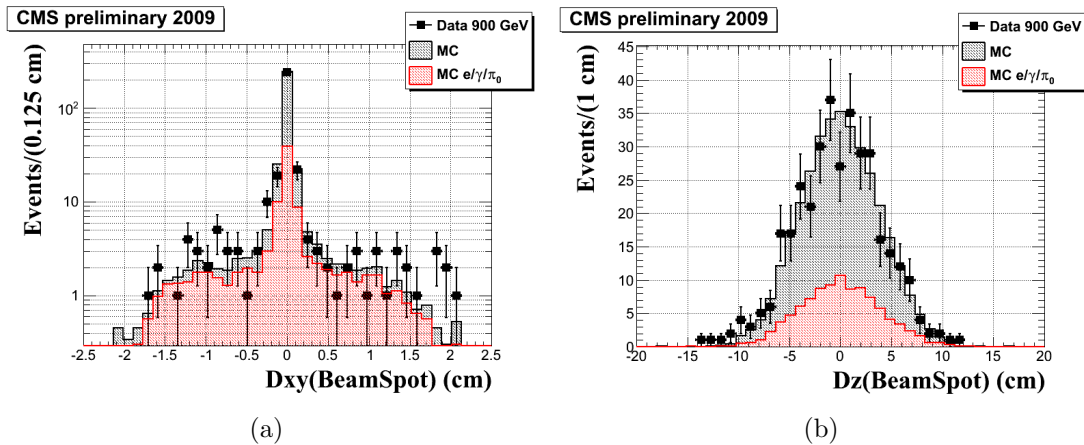 CMS preliminary 2009
Data 900 GeV
MC
MC e/γ/π₀
Events/(0.125 cm)
10²
10
1
-2.5 -2 -1.5 -1 -0.5 0 0.5 1 1.5 2 2.5
Dxy(BeamSpot) (cm)
(a)
CMS preliminary 2009
Data 900 GeV
MC
MC e/γ/π₀
Events/(1 cm)
45
40
35
30
25
20
15
10
5
0
-20 -15 -10 -5 0 5 10 15 20
Dz(BeamSpot) (cm)
(b)